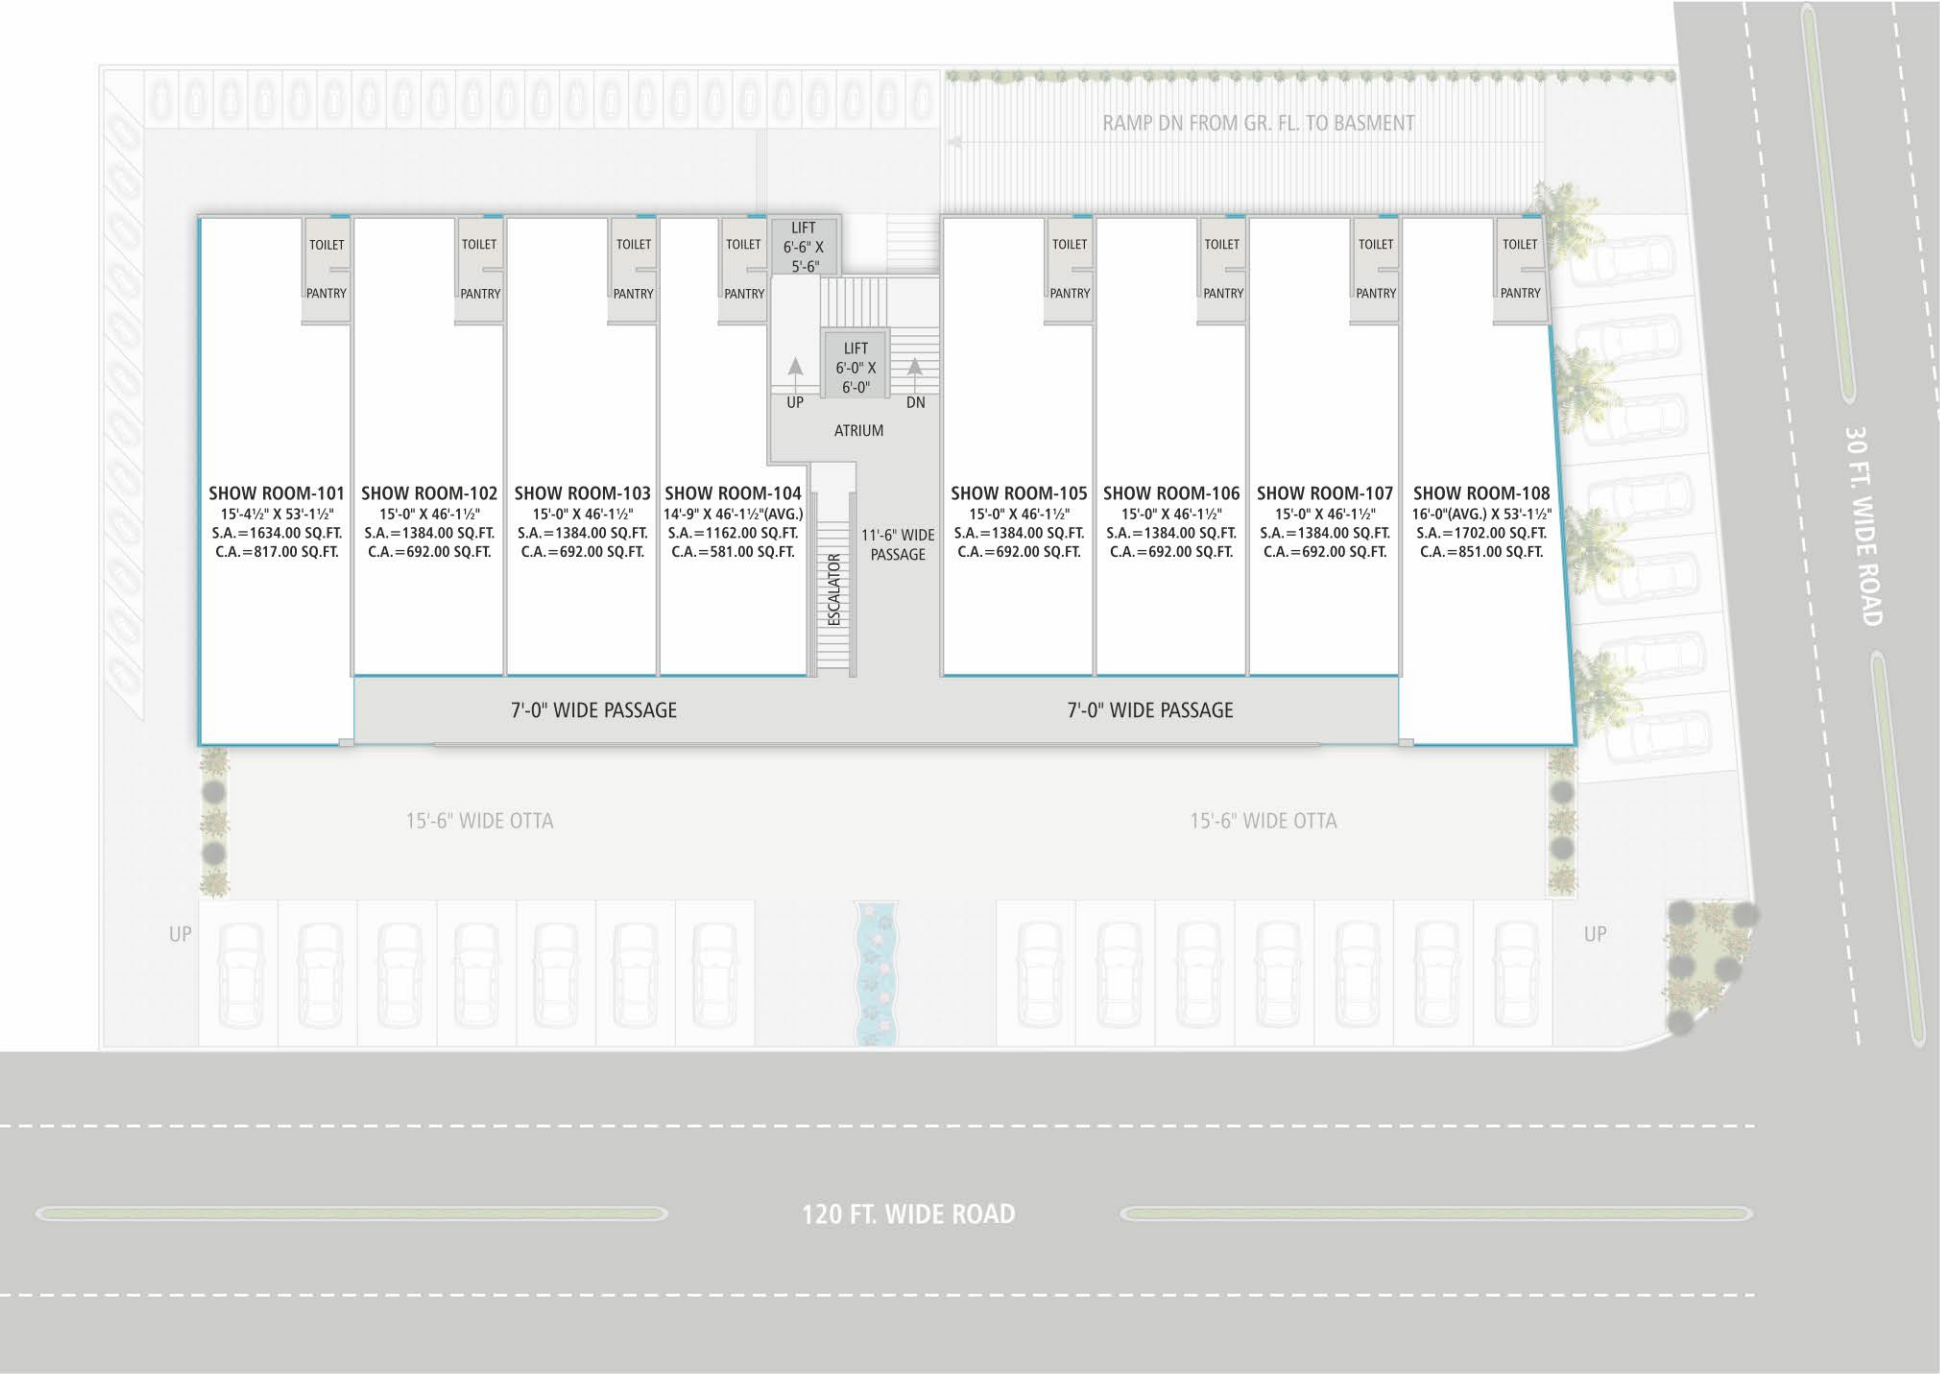 RAMP DN FROM GR. FL. TO BASMENT
LIFT
6'-6" X
5'-6"
TOILET
TOILET
TOILET
TOILET
TOILET
TOILET
TOILET
TOILET
PANTRY
PANTRY
PANTRY
PANTRY
PANTRY
PANTRY
PANTRY
PANTRY
LIFT
6'-0" X
6'-0"
UP
DN
ATRIUM
SHOW ROOM-101
15'-4½" X 53'-1½"
S.A.=1634.00 SQ.FT.
C.A.=817.00 SQ.FT.
SHOW ROOM-102
15'-0" X 46'-1½"
S.A.=1384.00 SQ.FT.
C.A.=692.00 SQ.FT.
SHOW ROOM-103
15'-0" X 46'-1½"
S.A.=1384.00 SQ.FT.
C.A.=692.00 SQ.FT.
SHOW ROOM-104
14'-9" X 46'-1½"(AVG.)
S.A.=1162.00 SQ.FT.
C.A.=581.00 SQ.FT.
ESCALATOR
11'-6" WIDE
PASSAGE
SHOW ROOM-105
15'-0" X 46'-1½"
S.A.=1384.00 SQ.FT.
C.A.=692.00 SQ.FT.
SHOW ROOM-106
15'-0" X 46'-1½"
S.A.=1384.00 SQ.FT.
C.A.=692.00 SQ.FT.
SHOW ROOM-107
15'-0" X 46'-1½"
S.A.=1384.00 SQ.FT.
C.A.=692.00 SQ.FT.
SHOW ROOM-108
16'-0"(AVG.) X 53'-1½"
S.A.=1702.00 SQ.FT.
C.A.=851.00 SQ.FT.
30 FT. WIDE ROAD
7'-0" WIDE PASSAGE
7'-0" WIDE PASSAGE
15'-6" WIDE OTTA
15'-6" WIDE OTTA
UP
UP
120 FT. WIDE ROAD